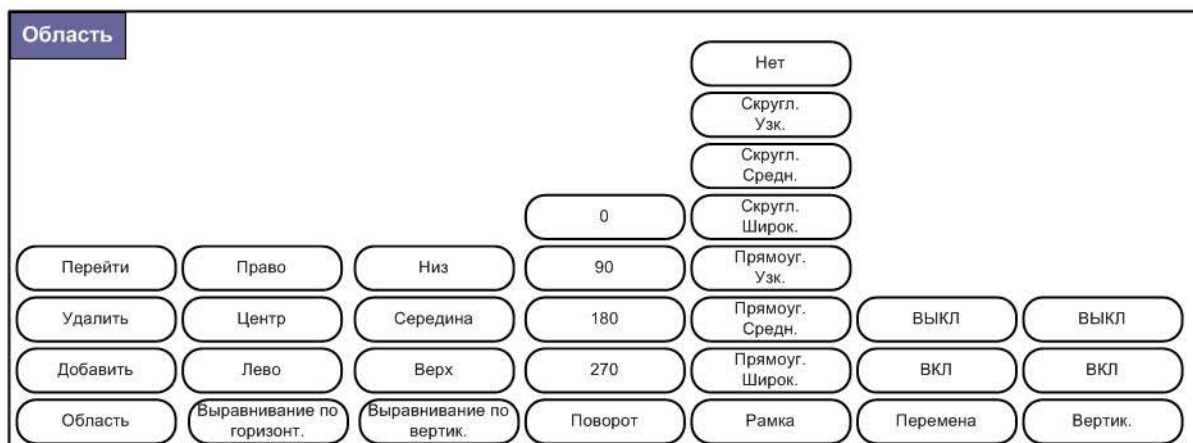 Область
Нет
Скругл.
Узк.
Скругл.
Средн.
0
Скругл.
Широк.
Перейти
Право
Низ
90
Прямоуг.
Узк.
Удалить
Центр
Середина
180
Прямоуг.
Средн.
ВЫКЛ
ВЫКЛ
Добавить
Лево
Верх
270
Прямоуг.
Широк.
ВКЛ
ВКЛ
Область
Выравнивание по
горизонт.
Выравнивание по
вертик.
Поворот
Рамка
Перемена
Вертик.